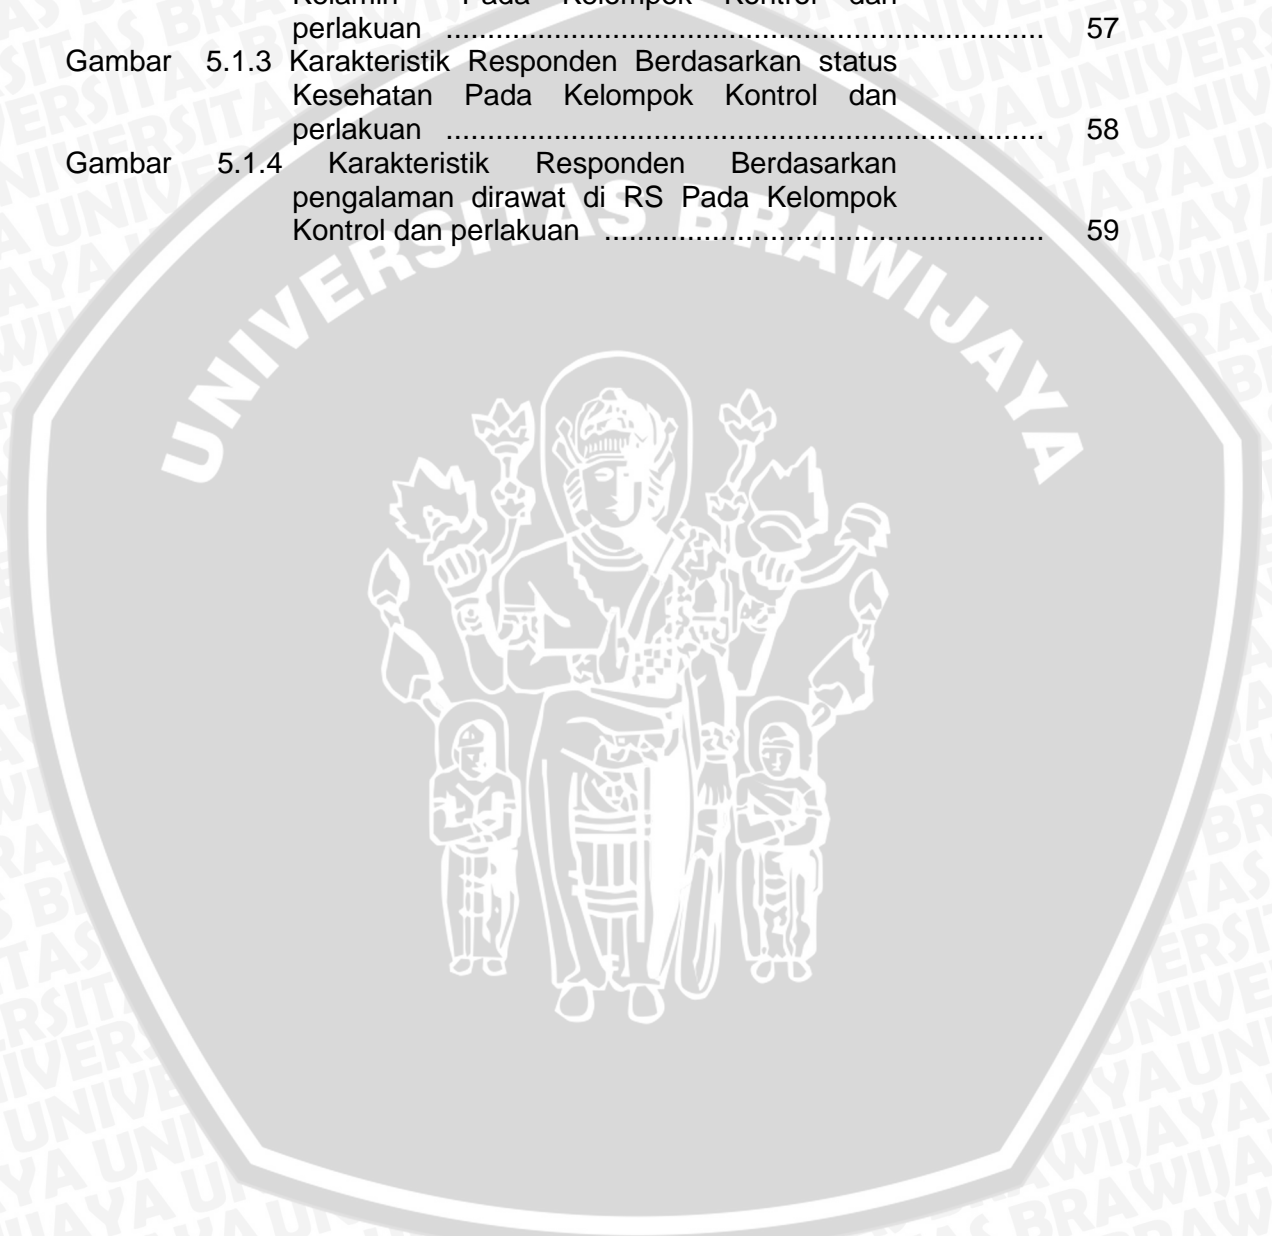 Kelamin Pada Kelompok Kontrol dan
perlakuan ........................................................................ 57
Gambar 5.1.3 Karakteristik Responden Berdasarkan status
Kesehatan Pada Kelompok Kontrol dan
perlakuan ........................................................................ 58
Gambar 5.1.4 Karakteristik Responden Berdasarkan
pengalaman dirawat di RS Pada Kelompok
Kontrol dan perlakuan ..................................................... 59
UNIVERSITAS BRAWIJAYA